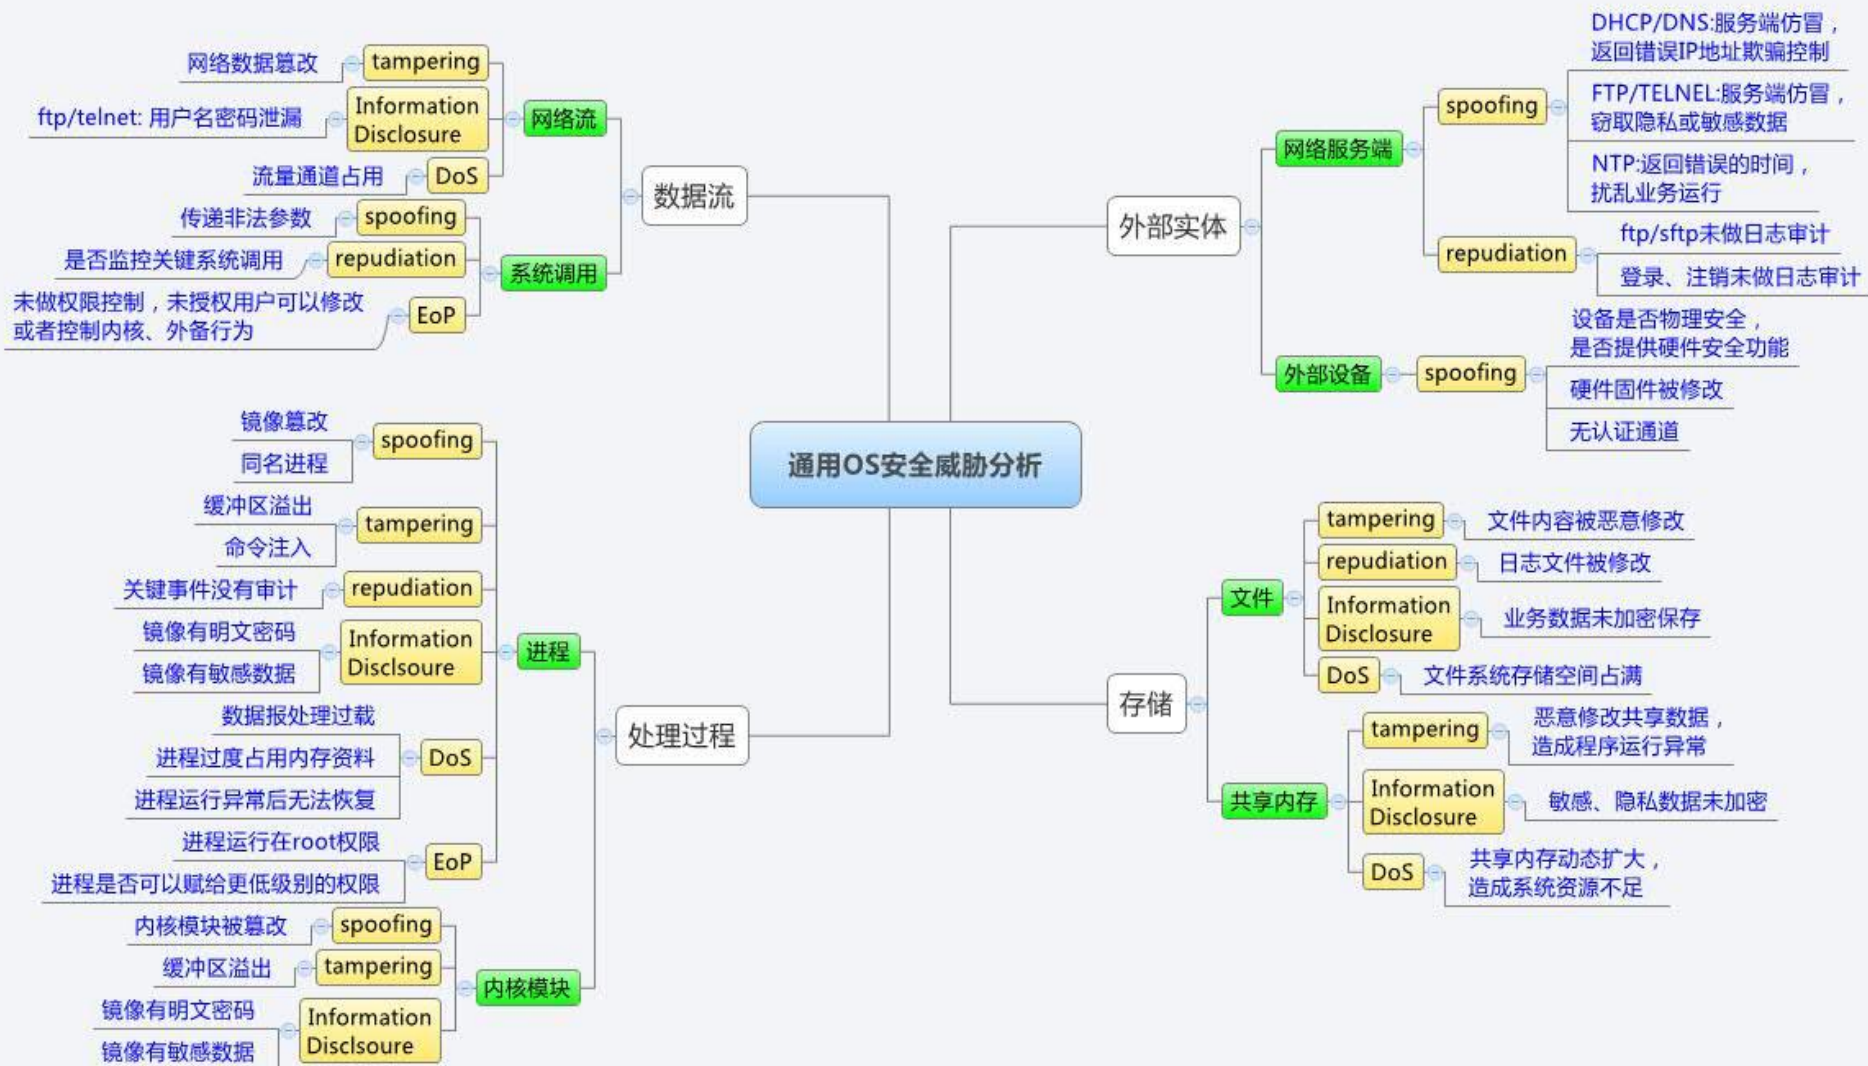 通用OS安全威胁分析
数据流
网络流
tampering
网络数据篡改
Information
Disclosure
ftp/telnet: 用户名密码泄漏
DoS
流量通道占用
系统调用
spoofing
传递非法参数
repudiation
是否监控关键系统调用
EoP
未做权限控制，未授权用户可以修改
或者控制内核、外备行为
处理过程
进程
spoofing
镜像篡改
同名进程
tampering
缓冲区溢出
命令注入
repudiation
关键事件没有审计
Information
Disclsoure
镜像有明文密码
镜像有敏感数据
DoS
数据报处理过载
进程过度占用内存资料
进程运行异常后无法恢复
EoP
进程运行在root权限
进程是否可以赋给更低级别的权限
内核模块
spoofing
内核模块被篡改
tampering
缓冲区溢出
Information
Disclsoure
镜像有明文密码
镜像有敏感数据
外部实体
网络服务端
spoofing
DHCP/DNS:服务端仿冒，
返回错误IP地址欺骗控制
FTP/TELNEL:服务端仿冒，
窃取隐私或敏感数据
NTP:返回错误的时间，
扰乱业务运行
repudiation
ftp/sftp未做日志审计
登录、注销未做日志审计
外部设备
spoofing
设备是否物理安全，
是否提供硬件安全功能
硬件固件被修改
无认证通道
存储
文件
tampering
文件内容被恶意修改
repudiation
日志文件被修改
Information
Disclosure
业务数据未加密保存
DoS
文件系统存储空间占满
共享内存
tampering
恶意修改共享数据，
造成程序运行异常
Information
Disclosure
敏感、隐私数据未加密
DoS
共享内存动态扩大，
造成系统资源不足